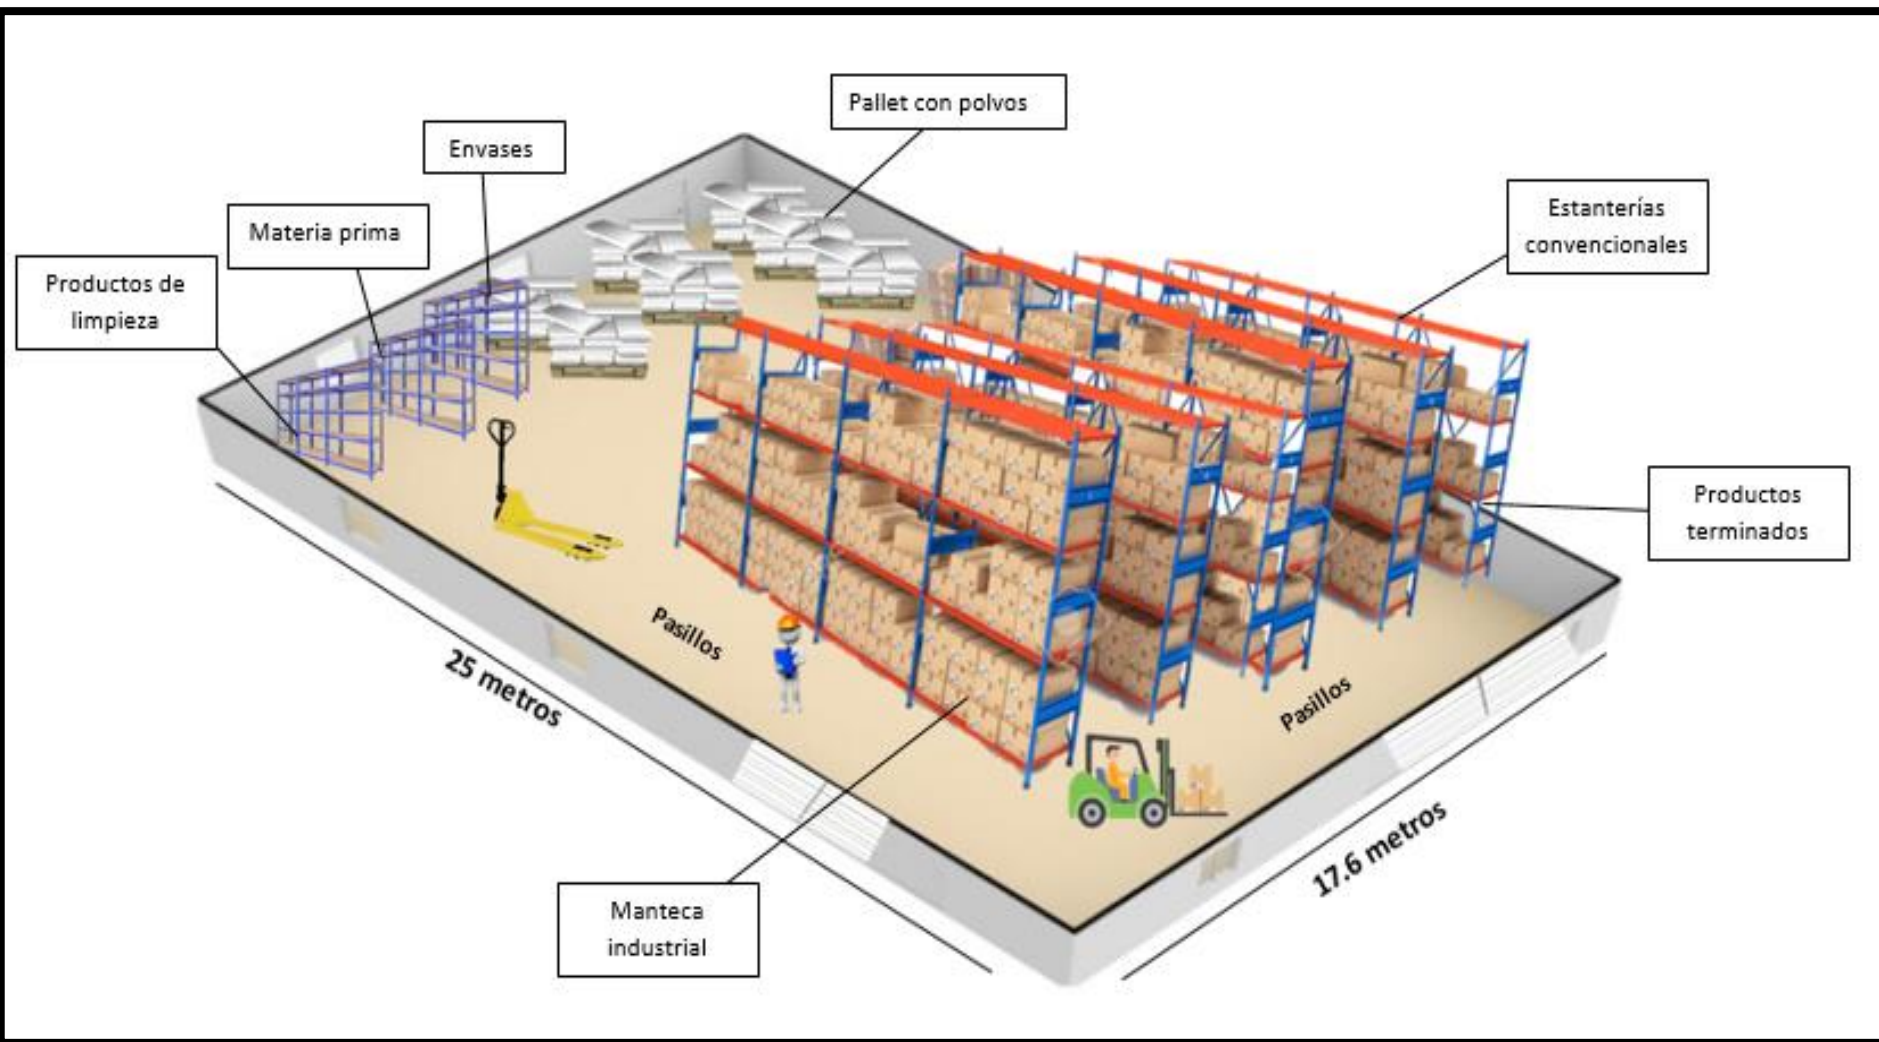 Pallet con polvos
Envases
Materia prima
Productos de
limpieza
Estanterías
convencionales
Productos
terminados
Pasillos
Pasillos
25 metros
17.6 metros
Manteca
industrial